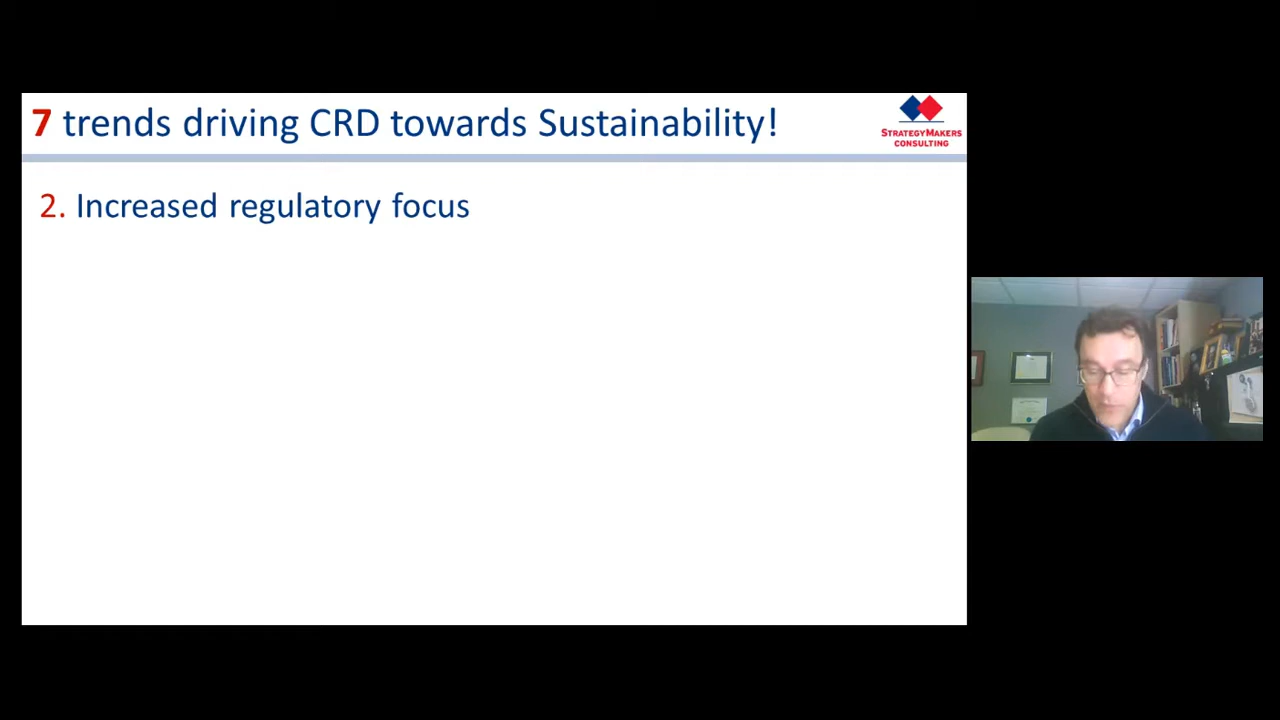 7 trends driving CRD towards Sustainability!
STRATEGYMAKERS
CONSULTING
2. Increased regulatory focus